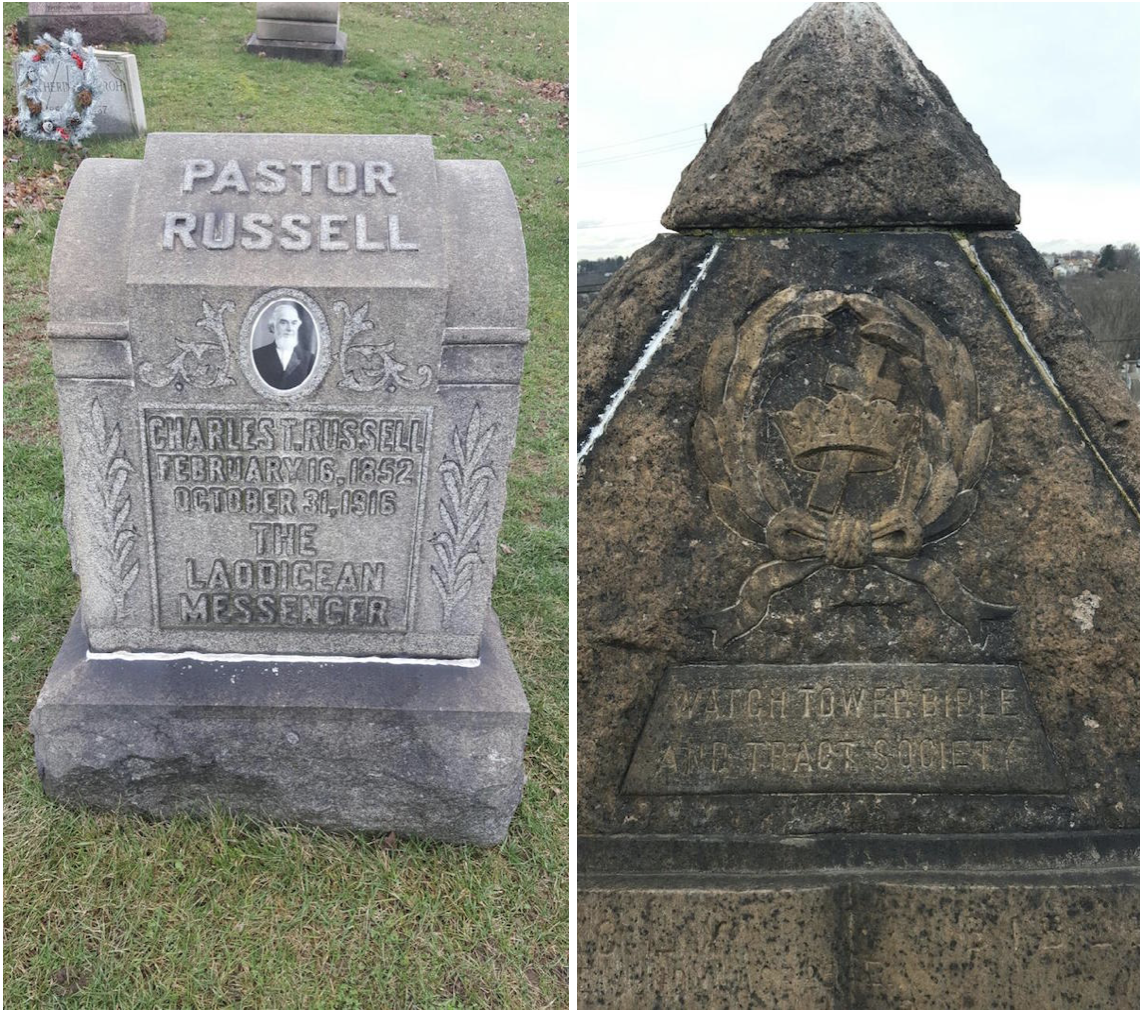 PASTOR
RUSSELL
CHARLES T. RUSSELL
FEBRUARY 16, 1852
OCTOBER 31, 1916
THE
LAODICEAN
MESSENGER
WATCH TOWER BIBLE
AND TRACT SOCIETY